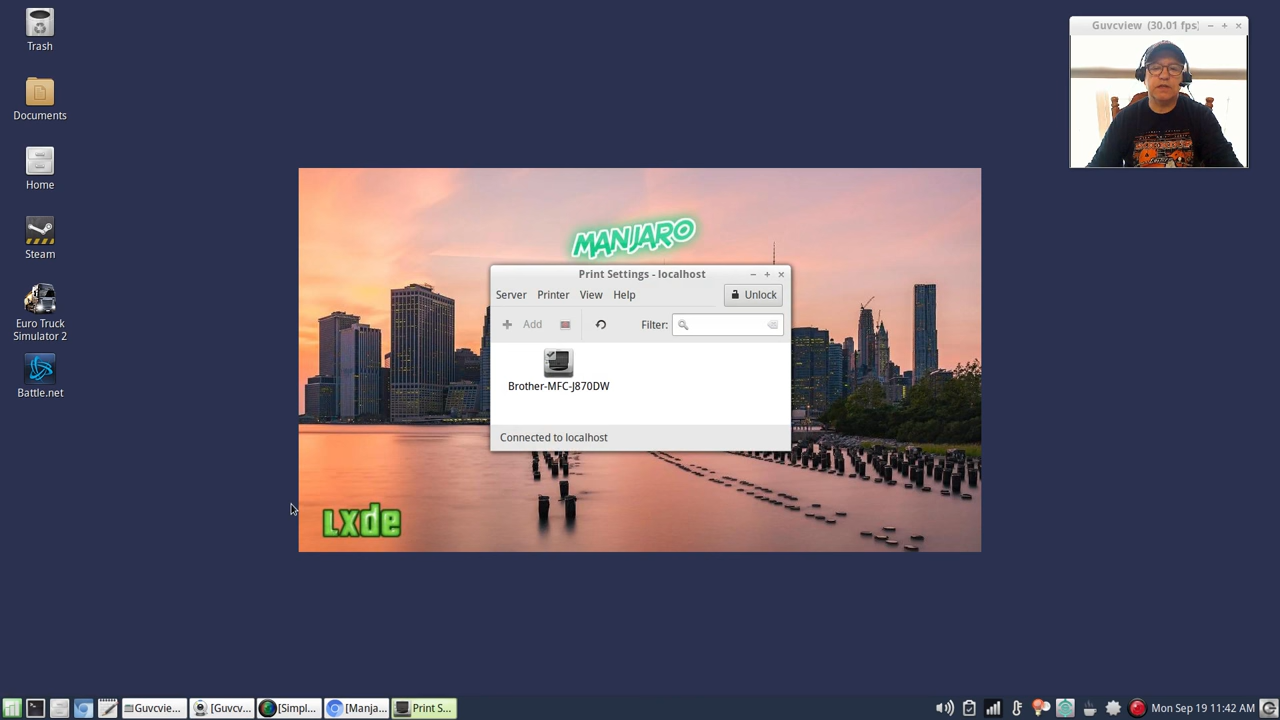 Trash
Documents
Home
Steam
Euro Truck
Simulator 2
Battle.net
Guvcview (30.01 fps)
MANJARO
Print Settings - localhost
Server Printer View Help Unlock
Add Filter:
Brother-MFC-J870DW
Connected to localhost
lxde
Guvcvie... [Guvcv... [Simpl... [Manja... Print S... Mon Sep 19 11:42 AM